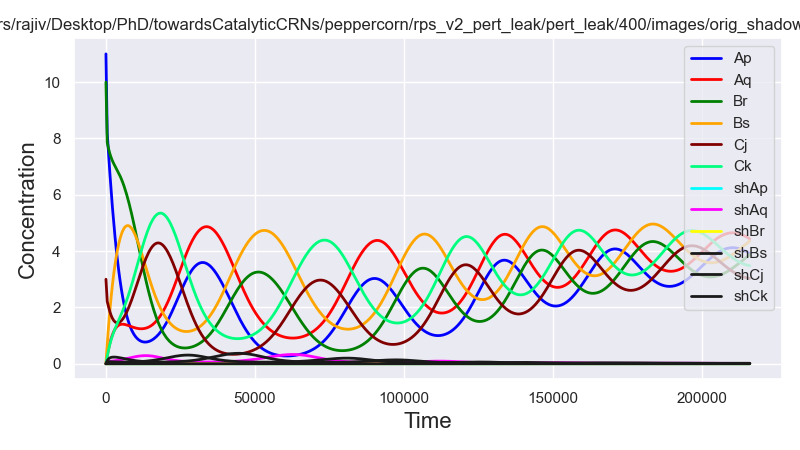 rs/rajiv/Desktop/PhD/towardsCatalyticCRNs/peppercorn/rps_v2_pert_leak/pert_leak/400/images/orig_shadow
Concentration
10
8
6
4
2
0
0
50000
100000
150000
200000
Time
Ap
Aq
Br
Bs
Cj
Ck
shAp
shAq
shBr
shBs
shCj
shCk